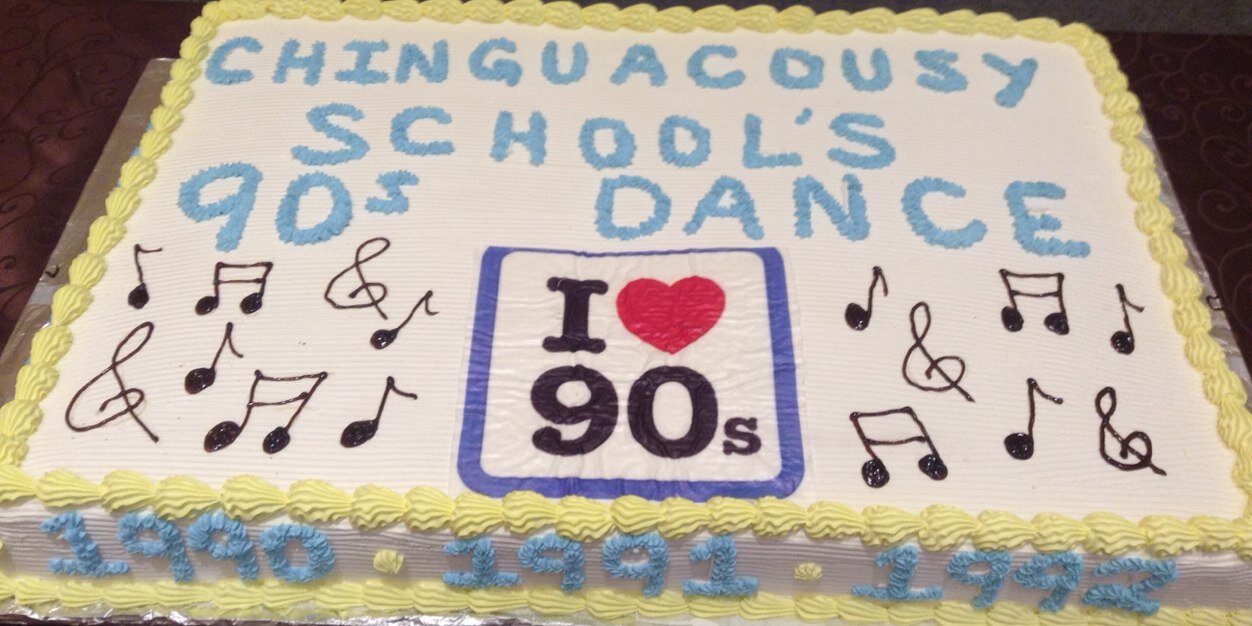 CHINGUACOUSY
SCHOOL'S
90s DANCE
I ❤
90s
1990 • 1991 • 1992